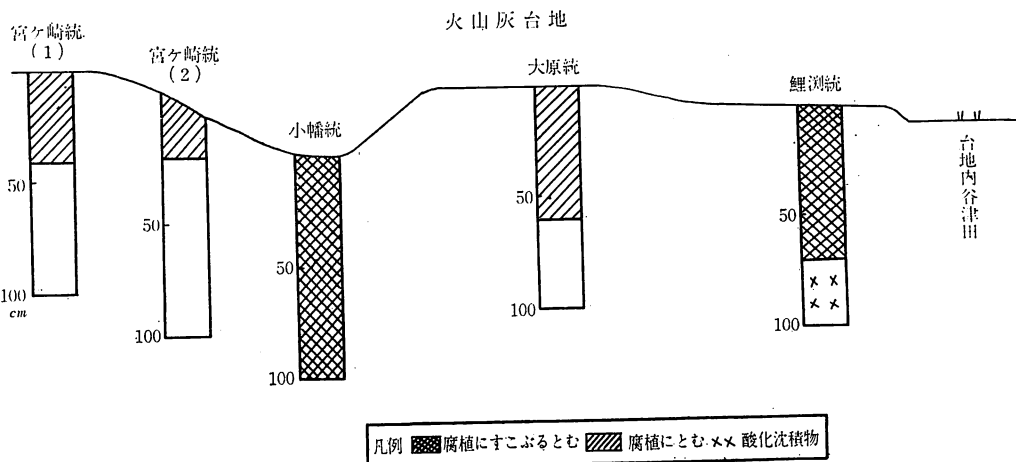 火山灰台地
宮ケ崎統
(1)
50
100
cm
宮ケ崎統
(2)
50
100
小幡統
50
100
大原統
50
100
鯉渕統
50
100
台地内谷津田
凡例 腐植にすこぶるとむ 腐植にとむ ×× 酸化沈積物